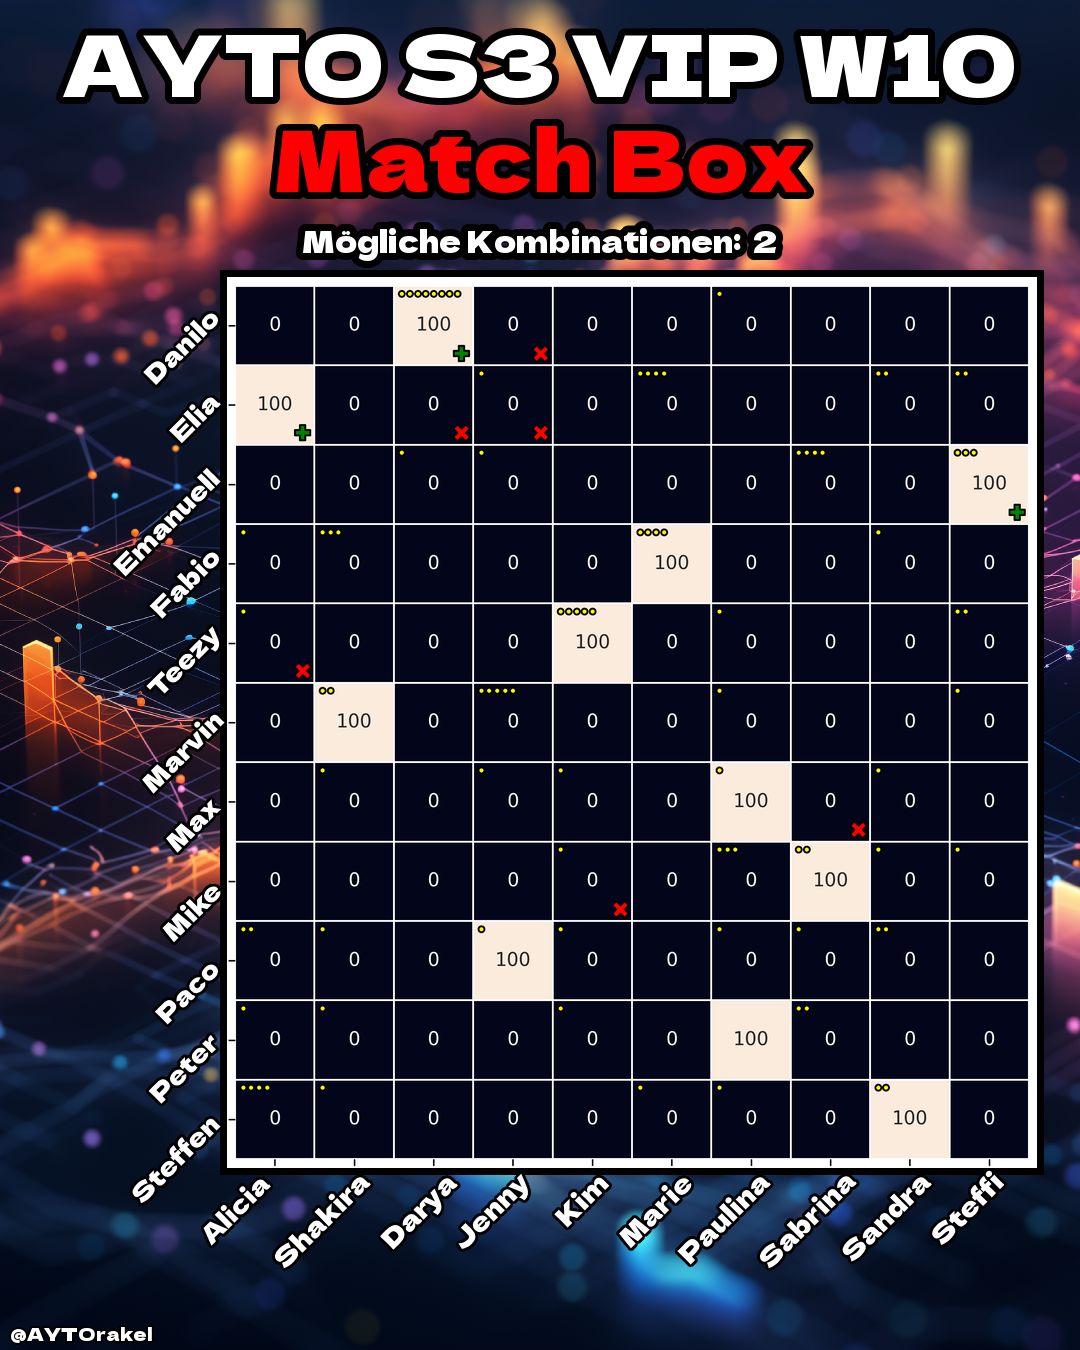 AYTO S3 VIP W10
Match Box
Mögliche Kombinationen: 2
Danilo 0 0 100 0 0 0 0 0 0 0
Elia 100 0 0 0 0 0 0 0 0 0
Emanuell 0 0 0 0 0 0 0 0 0 100
Fabio 0 0 0 0 0 100 0 0 0 0
Teezy 0 0 0 0 100 0 0 0 0 0
Marvin 0 100 0 0 0 0 0 0 0 0
Max 0 0 0 0 0 0 100 0 0 0
Mike 0 0 0 0 0 0 0 100 0 0
Paco 0 0 0 100 0 0 0 0 0 0
Peter 0 0 0 0 0 0 100 0 0 0
Steffen 0 0 0 0 0 0 0 0 100 0
Alicia Shakira Darya Jenny Kim Marie Paulina Sabrina Sandra Steffi
@AYTOrakel